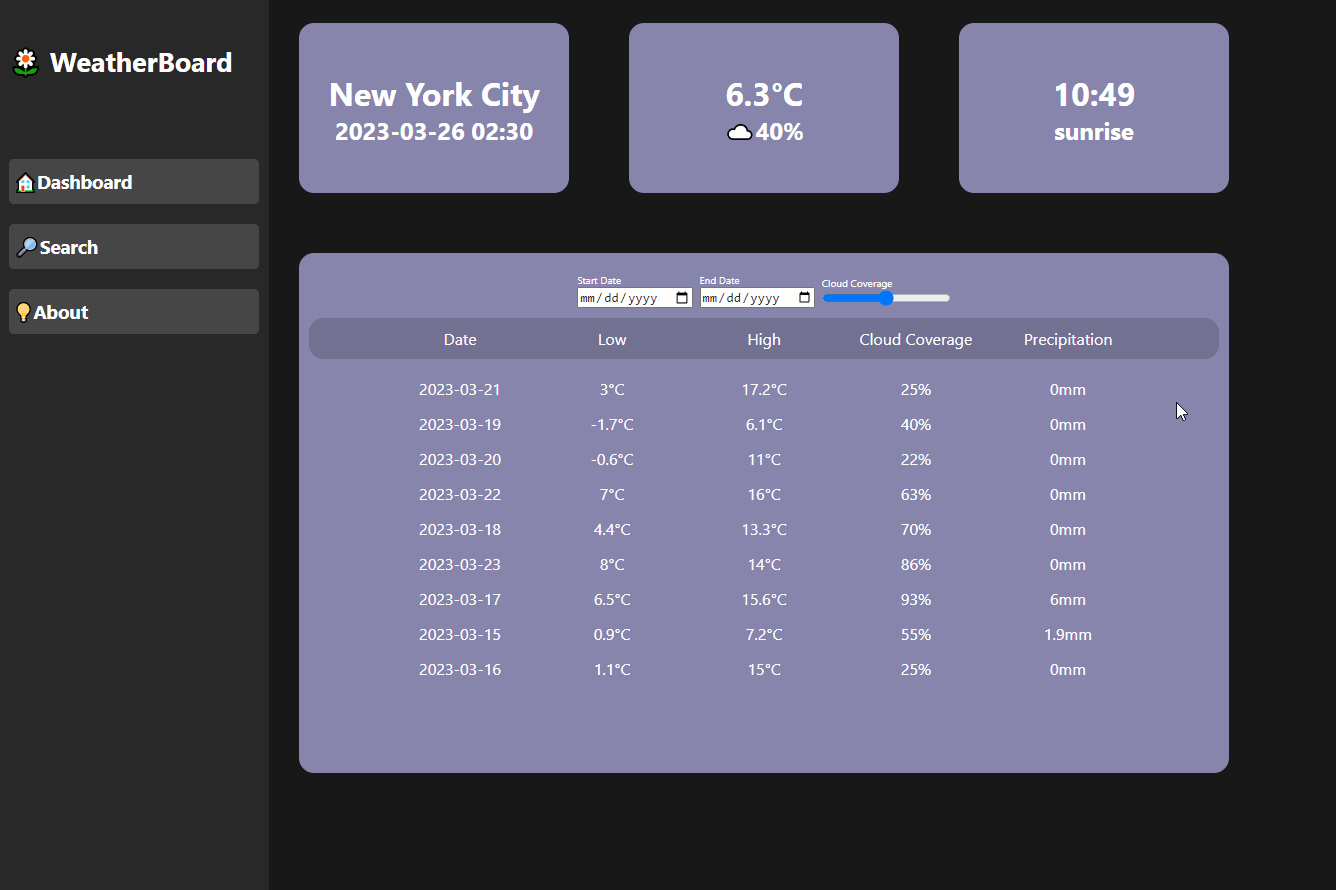 WeatherBoard
Dashboard
Search
About
New York City
2023-03-26 02:30
6.3°C
40%
10:49
sunrise
Start Date
mm/dd/yyyy
End Date
mm/dd/yyyy
Cloud Coverage
Date Low High Cloud Coverage Precipitation
2023-03-21 3°C 17.2°C 25% 0mm
2023-03-19 -1.7°C 6.1°C 40% 0mm
2023-03-20 -0.6°C 11°C 22% 0mm
2023-03-22 7°C 16°C 63% 0mm
2023-03-18 4.4°C 13.3°C 70% 0mm
2023-03-23 8°C 14°C 86% 0mm
2023-03-17 6.5°C 15.6°C 93% 6mm
2023-03-15 0.9°C 7.2°C 55% 1.9mm
2023-03-16 1.1°C 15°C 25% 0mm